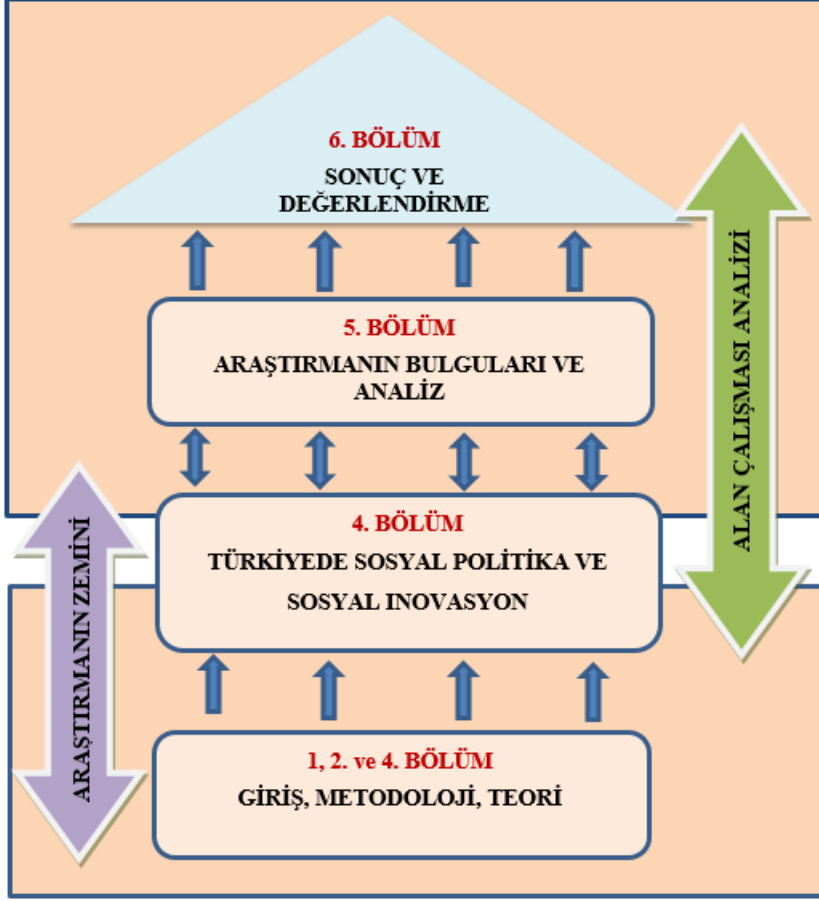 6. BÖLÜM
SONUÇ VE
DEĞERLENDİRME
5. BÖLÜM
ARAŞTIRMANIN BULGULARI VE
ANALİZ
4. BÖLÜM
TÜRKİYEDE SOSYAL POLİTİKA VE
SOSYAL INOVASYON
1, 2. ve 4. BÖLÜM
GİRİŞ, METODOLOJİ, TEORİ
ARAŞTIRMANIN ZEMİNİ
ALAN ÇALIŞMASI ANALİZİ